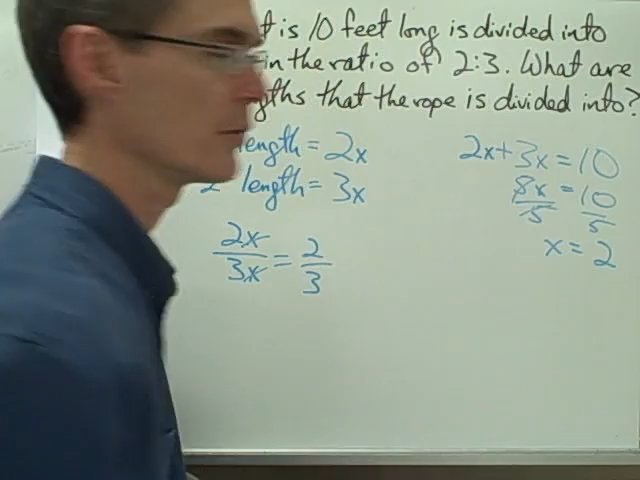 t is 10 feet long is divided into
in the ratio of 2:3. What are
gths that the rope is divided into?
length = 2x
length = 3x
2x/3x = 2/3
2x + 3x = 10
5x/5 = 10/5
x = 2